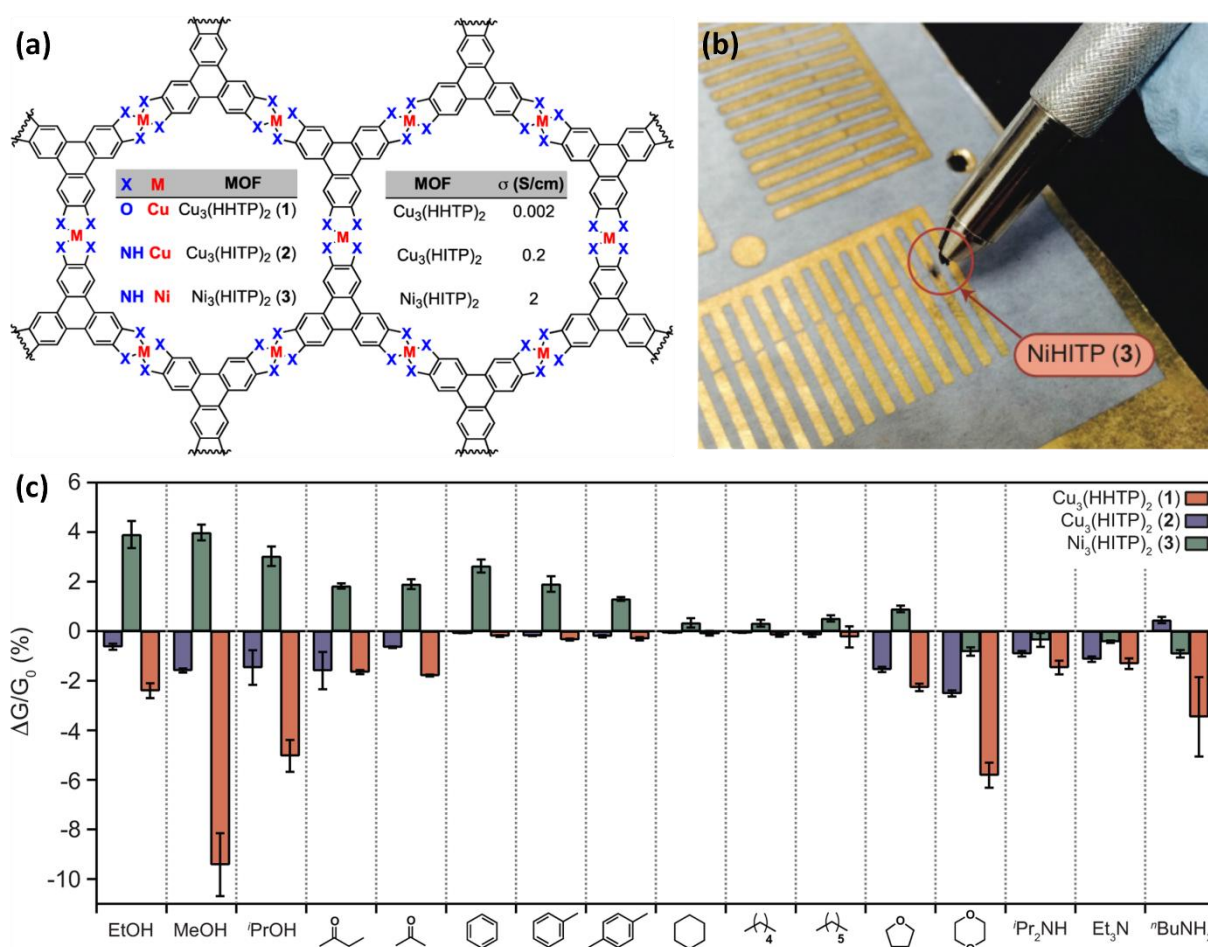 (a)
X M MOF
O Cu Cu₃(HHTP)₂ (1)
NH Cu Cu₃(HITP)₂ (2)
NH Ni Ni₃(HITP)₂ (3)
MOF σ (S/cm)
Cu₃(HHTP)₂ 0.002
Cu₃(HITP)₂ 0.2
Ni₃(HITP)₂ 2
(b)
NiHITP (3)
(c)
Cu₃(HHTP)₂ (1)
Cu₃(HITP)₂ (2)
Ni₃(HITP)₂ (3)
ΔG/G₀ (%)
6
4
2
0
-2
-4
-6
-8
-10
EtOH MeOH ⁱPrOH O O 4 5 O O O ⁱPr₂NH Et₃N ⁿBuNH₂